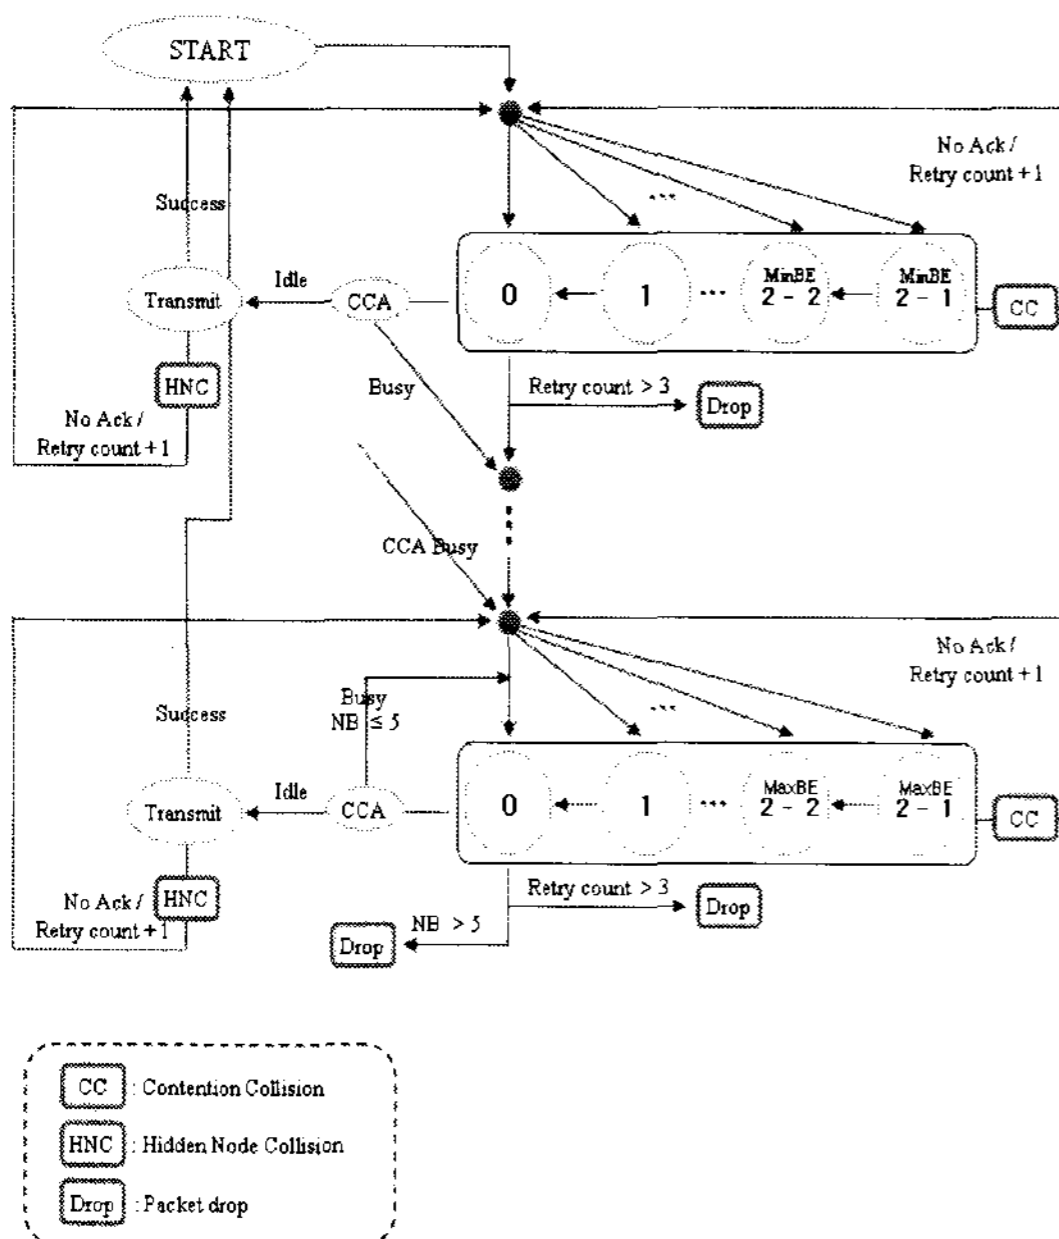 START
No Ack /
Retry count + 1
Success
...
Idle
Transmit
CCA
0
1
...
MinBE
2 - 2
MinBE
2 - 1
CC
HNC
Busy
Retry count > 3
Drop
No Ack /
Retry count + 1
CCA Busy
No Ack /
Retry count + 1
Busy
NB ≤ 5
Success
...
Idle
Transmit
CCA
0
1
...
MaxBE
2 - 2
MaxBE
2 - 1
CC
HNC
No Ack /
Retry count + 1
Retry count > 3
Drop
NB > 5
Drop
CC : Contention Collision
HNC : Hidden Node Collision
Drop : Packet drop